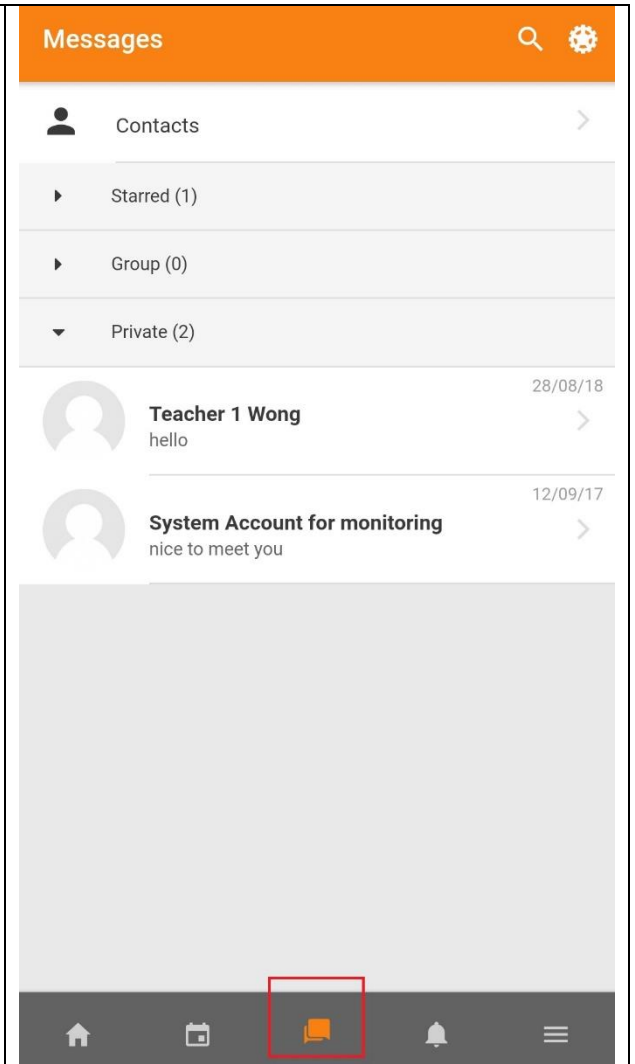 Messages
Contacts
Starred (1)
Group (0)
Private (2)
28/08/18
Teacher 1 Wong
hello
12/09/17
System Account for monitoring
nice to meet you